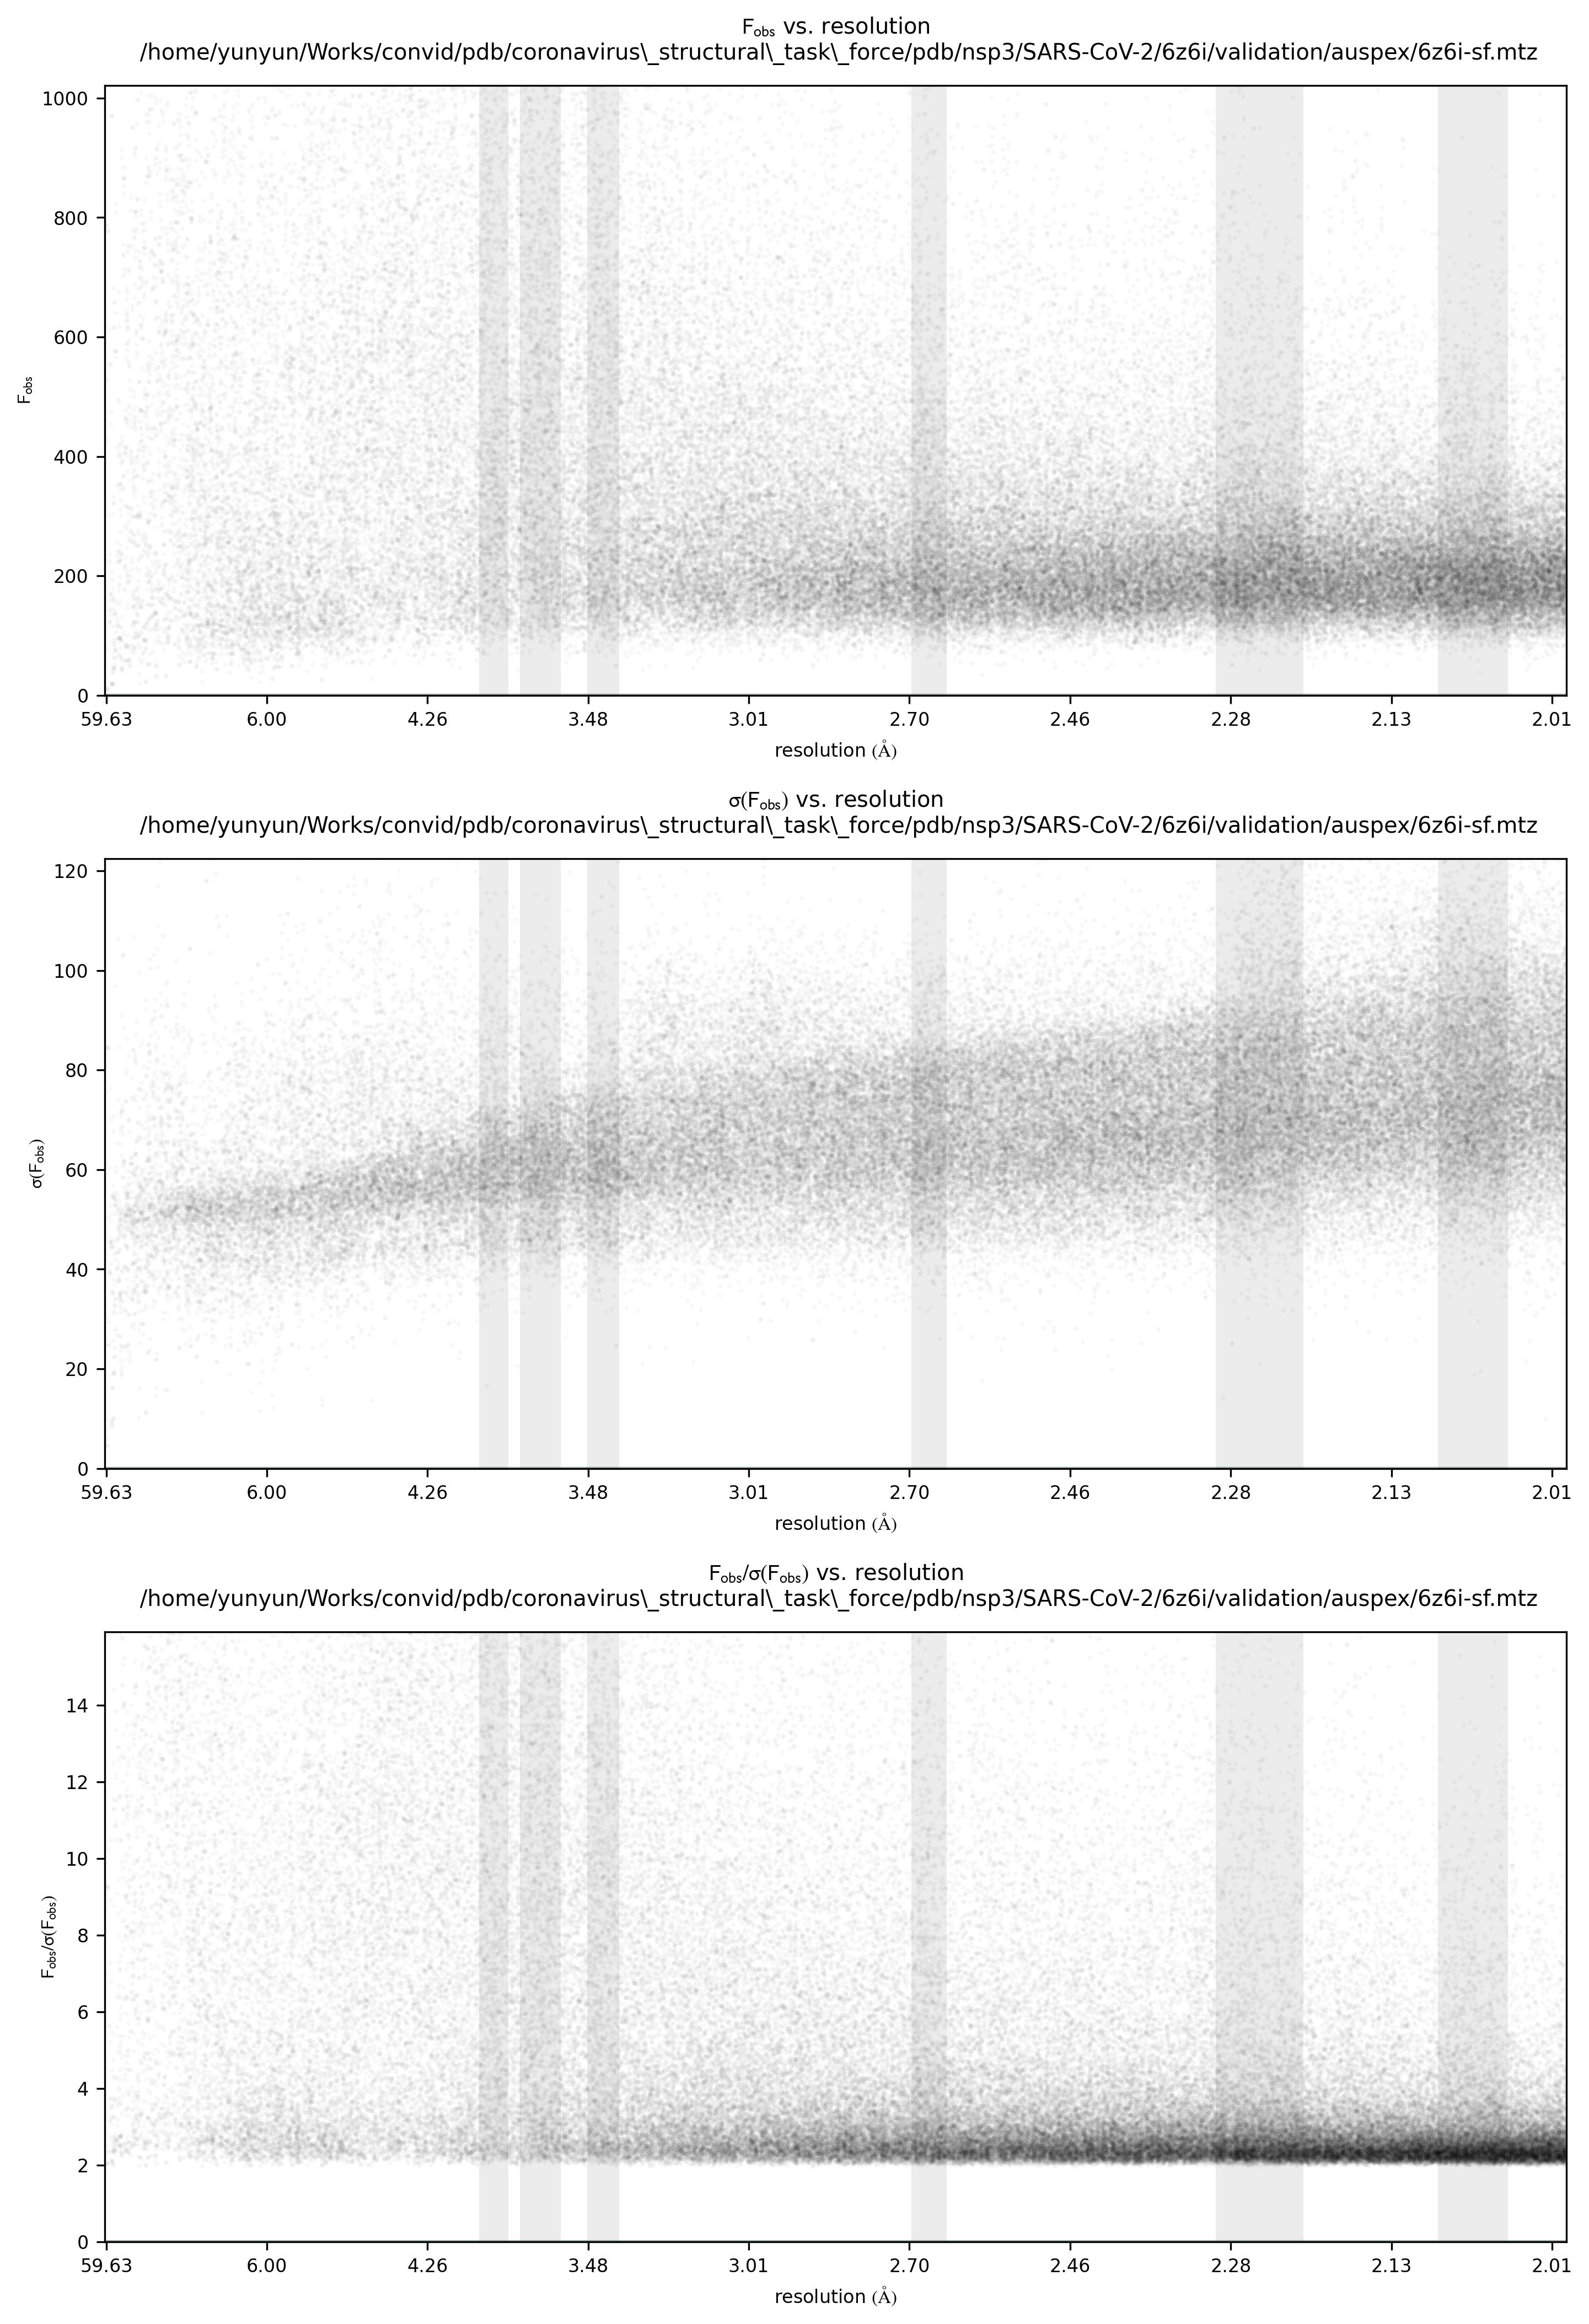 F_obs vs. resolution
/home/yunyun/Works/convid/pdb/coronavirus\_structural\_task\_force/pdb/nsp3/SARS-CoV-2/6z6i/validation/auspex/6z6i-sf.mtz
1000
800
600
400
200
0
F_obs
59.63 6.00 4.26 3.48 3.01 2.70 2.46 2.28 2.13 2.01
resolution (Å)
σ(F_obs) vs. resolution
/home/yunyun/Works/convid/pdb/coronavirus\_structural\_task\_force/pdb/nsp3/SARS-CoV-2/6z6i/validation/auspex/6z6i-sf.mtz
120
100
80
60
40
20
0
σ(F_obs)
59.63 6.00 4.26 3.48 3.01 2.70 2.46 2.28 2.13 2.01
resolution (Å)
F_obs/σ(F_obs) vs. resolution
/home/yunyun/Works/convid/pdb/coronavirus\_structural\_task\_force/pdb/nsp3/SARS-CoV-2/6z6i/validation/auspex/6z6i-sf.mtz
14
12
10
8
6
4
2
0
F_obs/σ(F_obs)
59.63 6.00 4.26 3.48 3.01 2.70 2.46 2.28 2.13 2.01
resolution (Å)